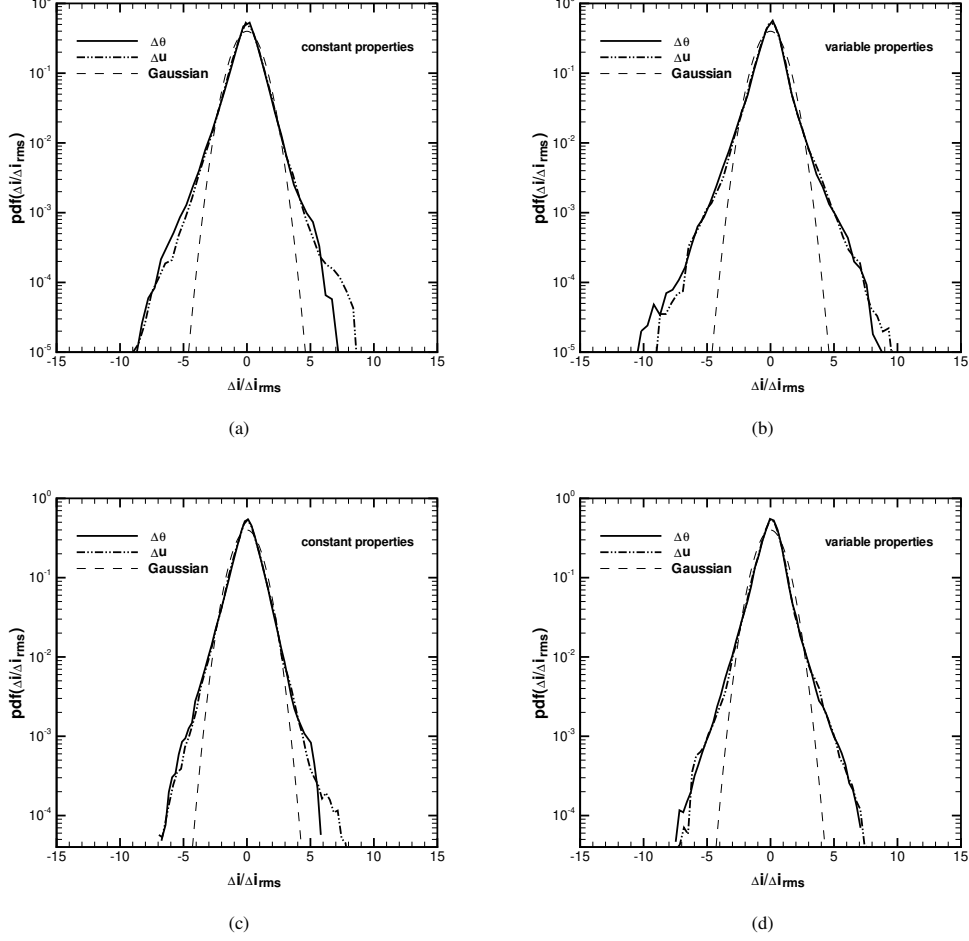 10⁰
10⁻¹
10⁻²
10⁻³
10⁻⁴
10⁻⁵
pdf(Δi/Δi_rms)
Δθ
Δu
Gaussian
constant properties
-15 -10 -5 0 5 10 15
Δi/Δi_rms
(a)
10⁰
10⁻¹
10⁻²
10⁻³
10⁻⁴
10⁻⁵
pdf(Δi/Δi_rms)
Δθ
Δu
Gaussian
variable properties
-15 -10 -5 0 5 10 15
Δi/Δi_rms
(b)
10⁰
10⁻¹
10⁻²
10⁻³
10⁻⁴
pdf(Δi/Δi_rms)
Δθ
Δu
Gaussian
constant properties
-15 -10 -5 0 5 10 15
Δi/Δi_rms
(c)
10⁰
10⁻¹
10⁻²
10⁻³
10⁻⁴
pdf(Δi/Δi_rms)
Δθ
Δu
Gaussian
variable properties
-15 -10 -5 0 5 10 15
Δi/Δi_rms
(d)